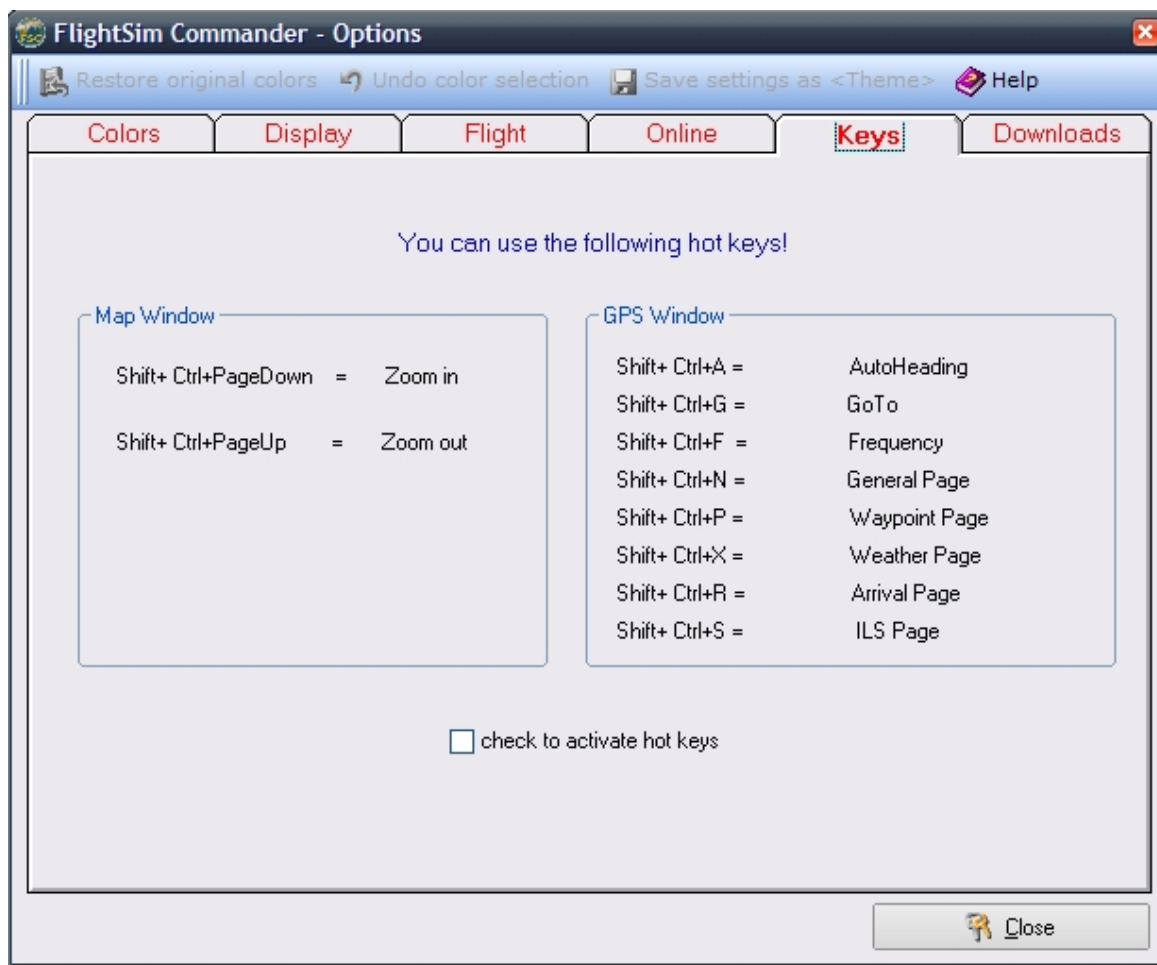 FlightSim Commander - Options
Restore original colors Undo color selection Save settings as <Theme> Help
Colors Display Flight Online Keys Downloads
You can use the following hot keys!
Map Window
Shift+ Ctrl+PageDown = Zoom in
Shift+ Ctrl+PageUp = Zoom out
GPS Window
Shift+ Ctrl+A = AutoHeading
Shift+ Ctrl+G = GoTo
Shift+ Ctrl+F = Frequency
Shift+ Ctrl+N = General Page
Shift+ Ctrl+P = Waypoint Page
Shift+ Ctrl+X = Weather Page
Shift+ Ctrl+R = Arrival Page
Shift+ Ctrl+S = ILS Page
check to activate hot keys
Close